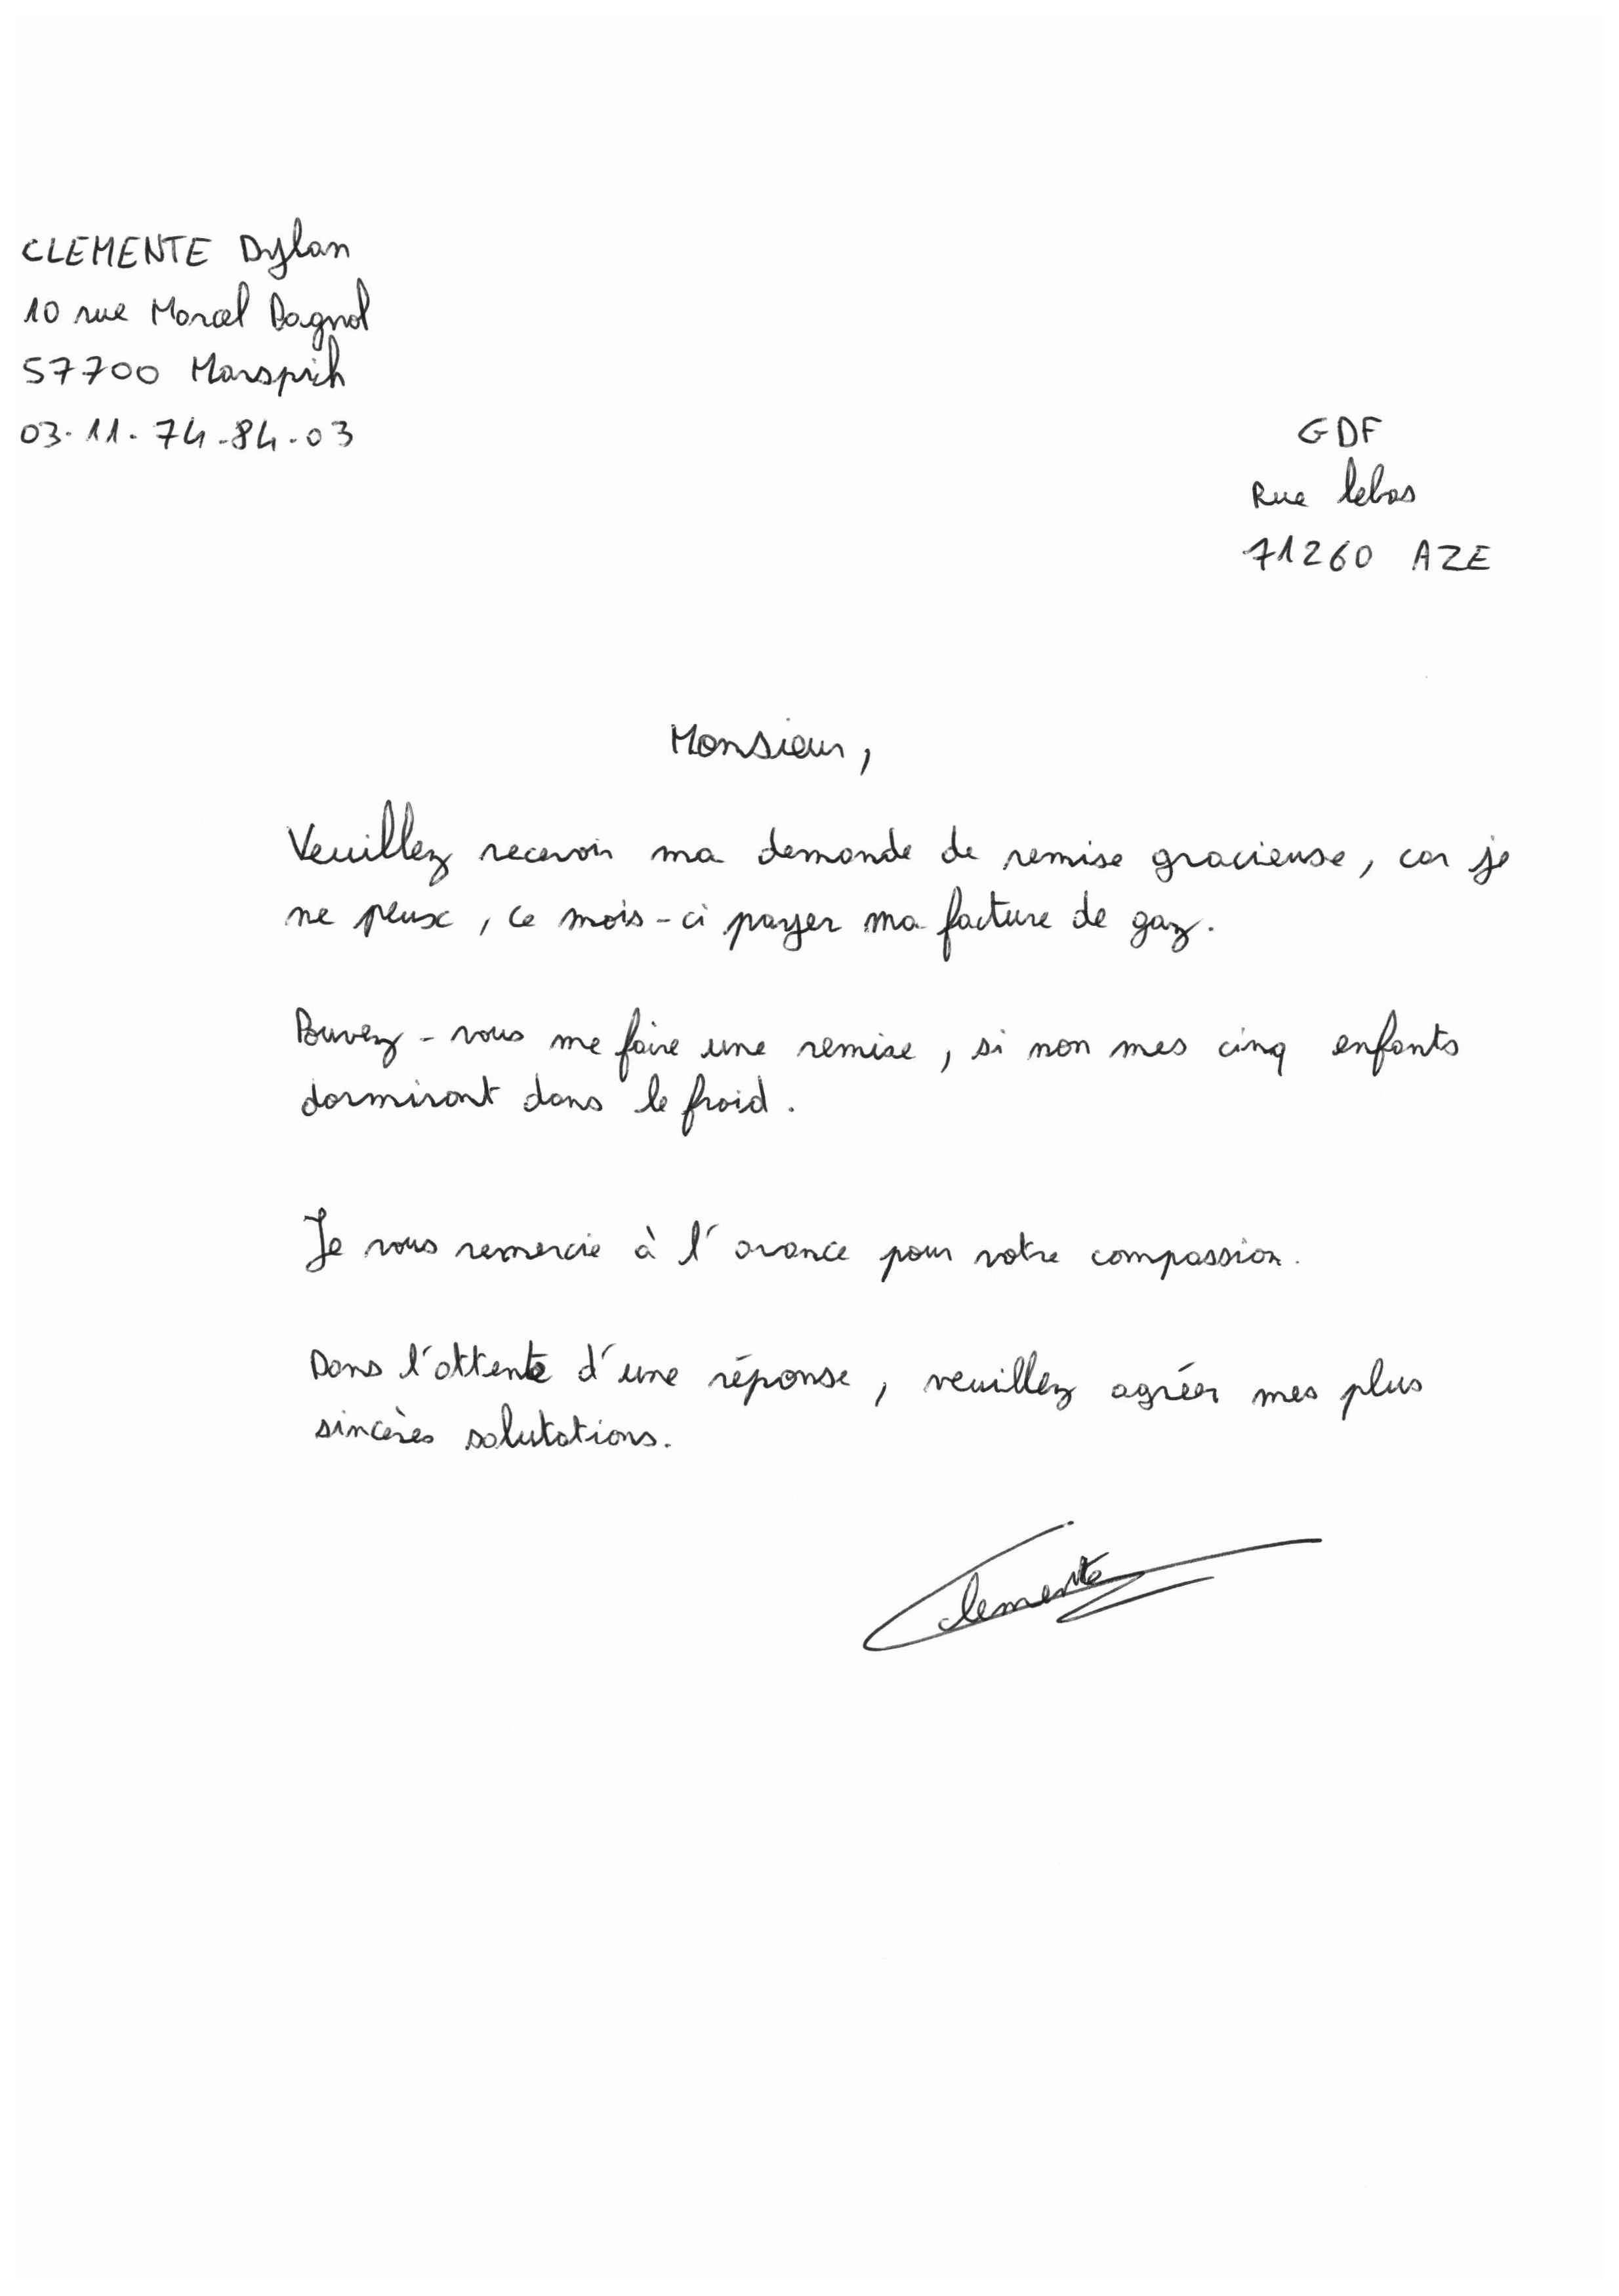 CLEMENTE Dylan
10 rue Marcel Pagnol
57700 Marspich
03.11.74.84.03
GDF
Rue lebas
71260 AZE
Monsieur,
Veuillez recevoir ma demande de remise gracieuse, car je
ne peux, ce mois-ci payer ma facture de gaz.
Pouvez-vous me faire une remise, si non mes cinq enfants
dormiront dans le froid.
Je vous remercie à l'avance pour votre compassion.
Dans l'attente d'une réponse, veuillez agréer mes plus
sincères salutations.
Clemente